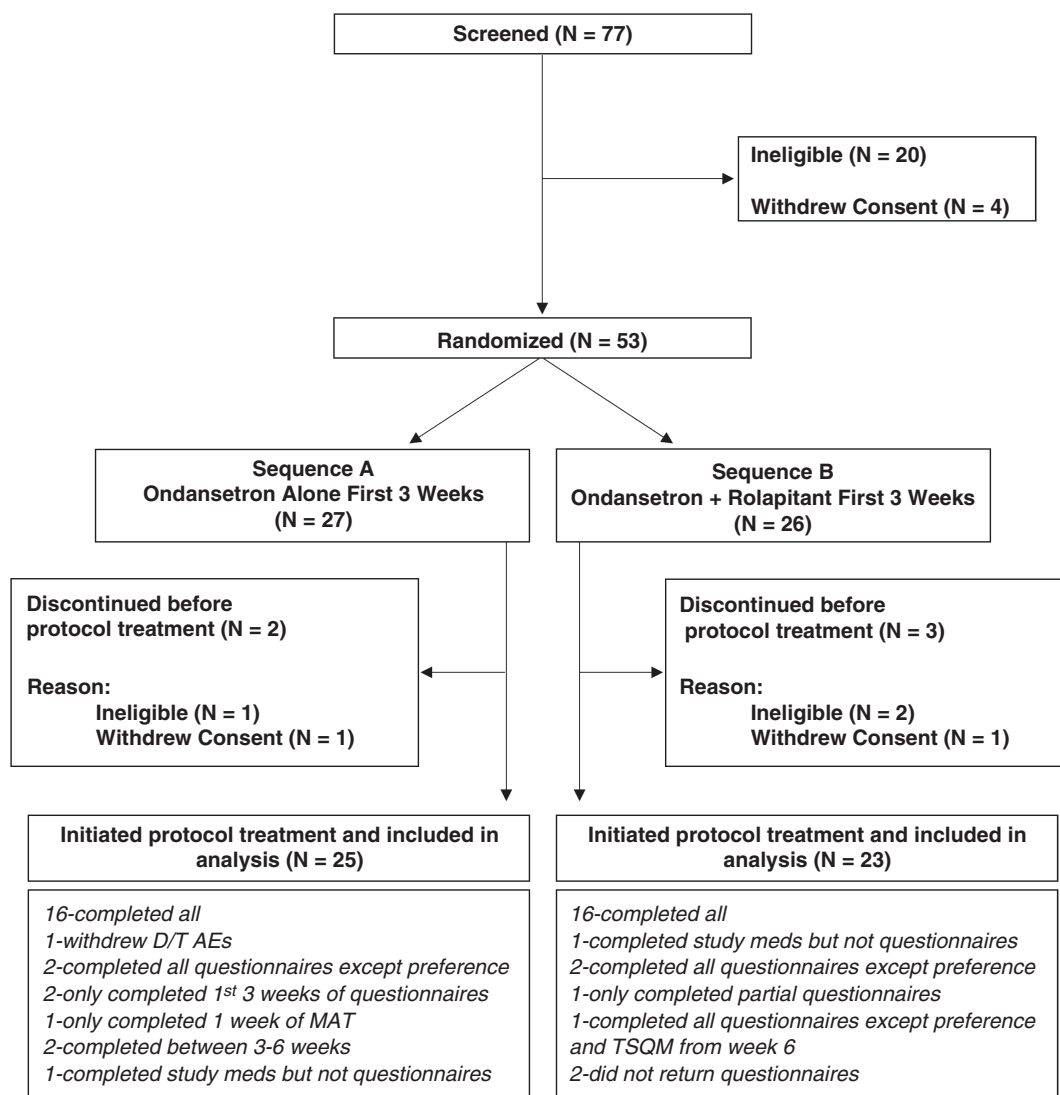 Screened (N = 77)
Ineligible (N = 20)
Withdrew Consent (N = 4)
Randomized (N = 53)
Sequence A
Ondansetron Alone First 3 Weeks
(N = 27)
Sequence B
Ondansetron + Rolapitant First 3 Weeks
(N = 26)
Discontinued before
protocol treatment (N = 2)
Reason:
Ineligible (N = 1)
Withdrew Consent (N = 1)
Discontinued before
protocol treatment (N = 3)
Reason:
Ineligible (N = 2)
Withdrew Consent (N = 1)
Initiated protocol treatment and included in
analysis (N = 25)
16-completed all
1-withdrew D/T AEs
2-completed all questionnaires except preference
2-only completed 1st 3 weeks of questionnaires
1-only completed 1 week of MAT
2-completed between 3-6 weeks
1-completed study meds but not questionnaires
Initiated protocol treatment and included in
analysis (N = 23)
16-completed all
1-completed study meds but not questionnaires
2-completed all questionnaires except preference
1-only completed partial questionnaires
1-completed all questionnaires except preference
and TSQM from week 6
2-did not return questionnaires